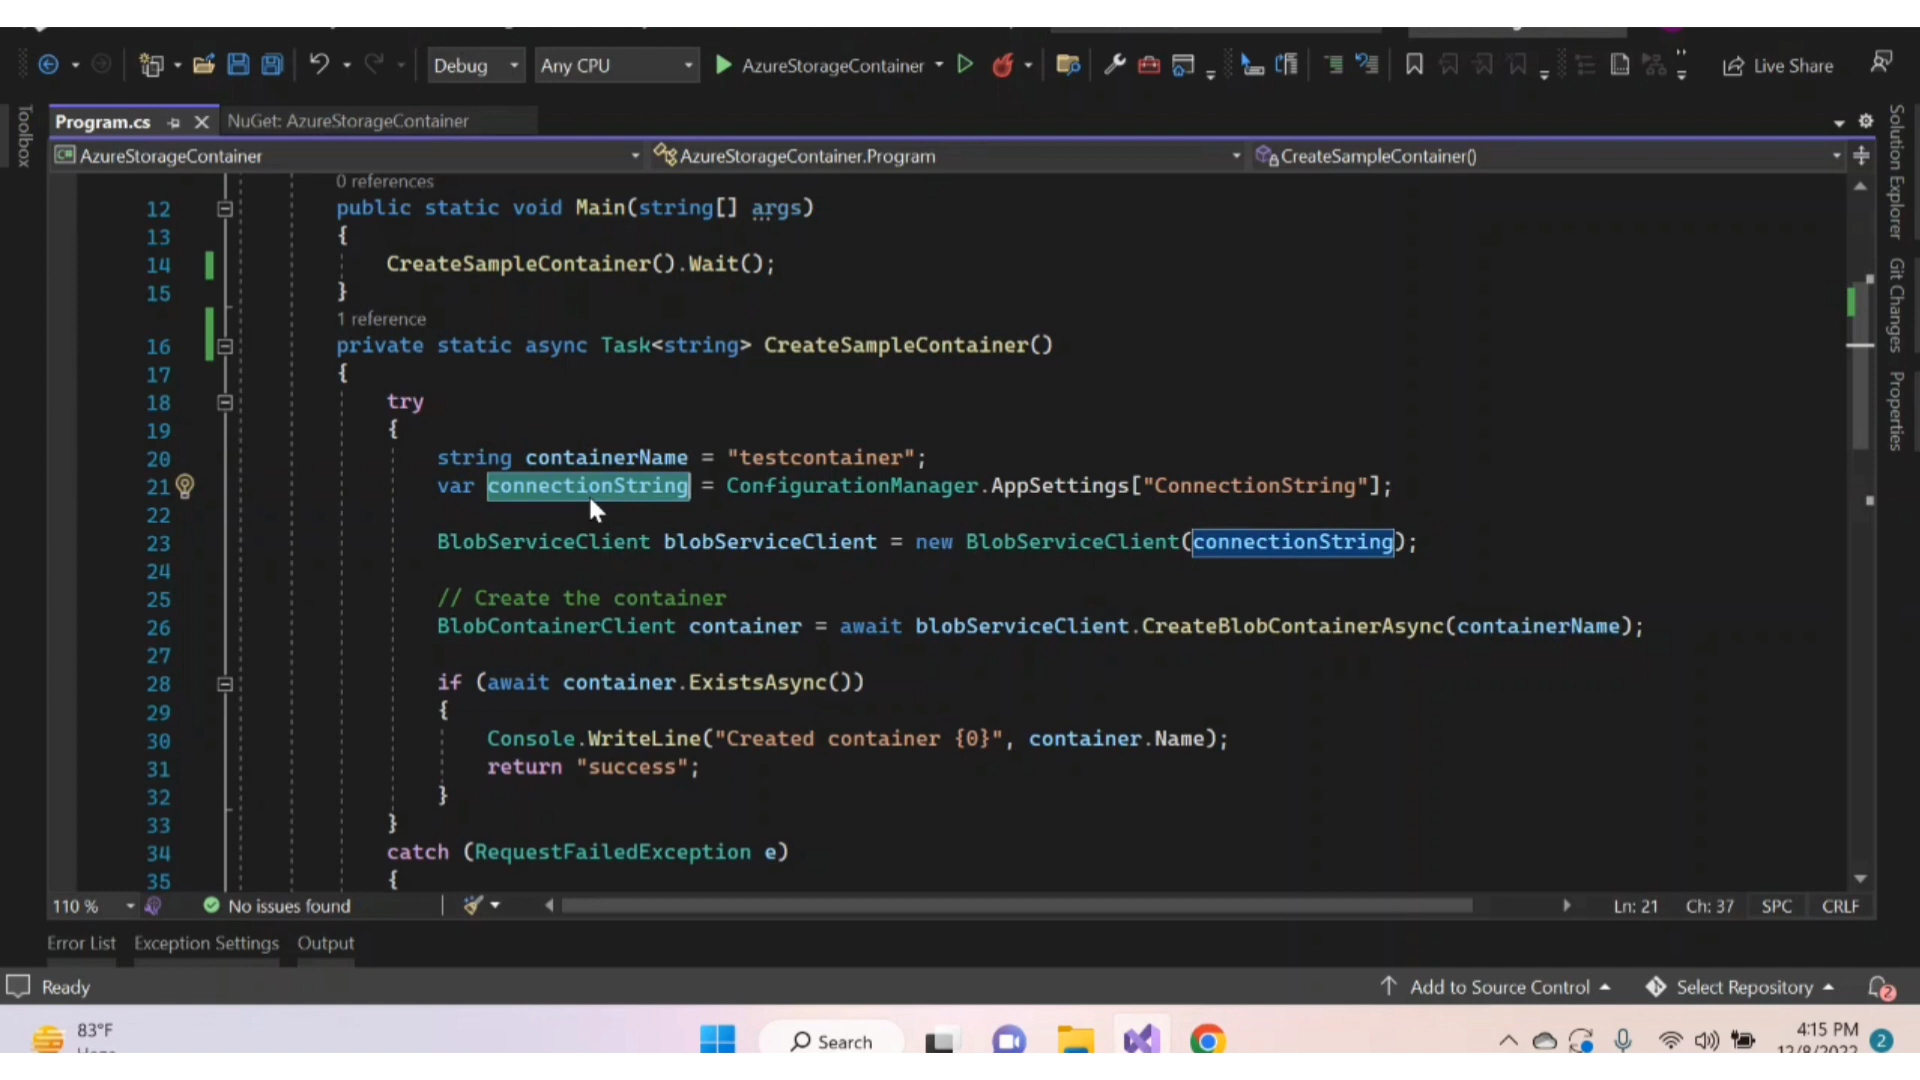 Debug Any CPU AzureStorageContainer Live Share
Toolbox
Program.cs NuGet: AzureStorageContainer
AzureStorageContainer AzureStorageContainer.Program CreateSampleContainer()
0 references
12 public static void Main(string[] args)
13 {
14 CreateSampleContainer().Wait();
15 }
1 reference
16 private static async Task<string> CreateSampleContainer()
17 {
18 try
19 {
20 string containerName = "testcontainer";
21 var connectionString = ConfigurationManager.AppSettings["ConnectionString"];
22
23 BlobServiceClient blobServiceClient = new BlobServiceClient(connectionString);
24
25 // Create the container
26 BlobContainerClient container = await blobServiceClient.CreateBlobContainerAsync(containerName);
27
28 if (await container.ExistsAsync())
29 {
30 Console.WriteLine("Created container {0}", container.Name);
31 return "success";
32 }
33 }
34 catch (RequestFailedException e)
35 {
Solution Explorer
Git Changes
Properties
110 % No issues found Ln: 21 Ch: 37 SPC CRLF
Error List Exception Settings Output
Ready Add to Source Control Select Repository 2
83°F
Search
4:15 PM
2